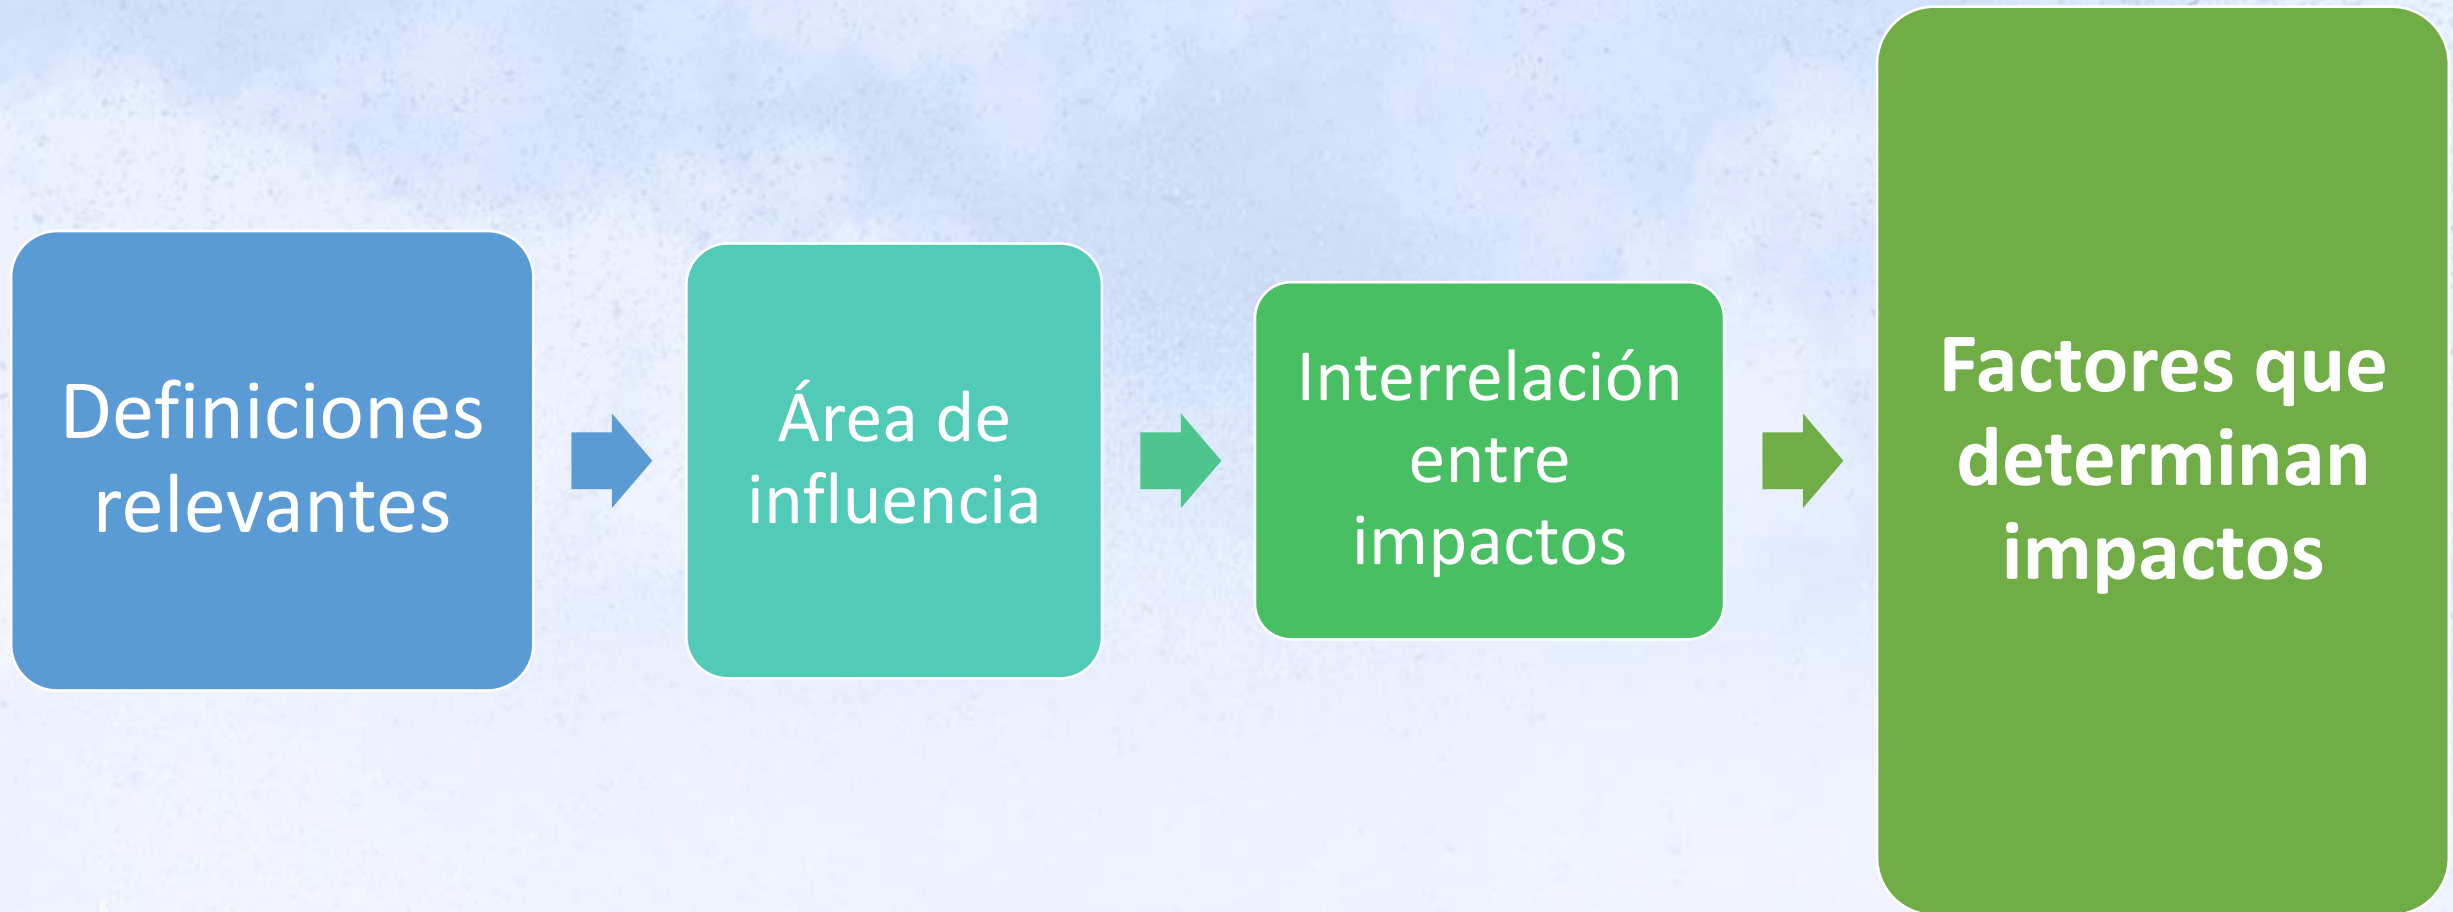 Definiciones
relevantes
Área de
influencia
Interrelación
entre
impactos
Factores que
determinan
impactos